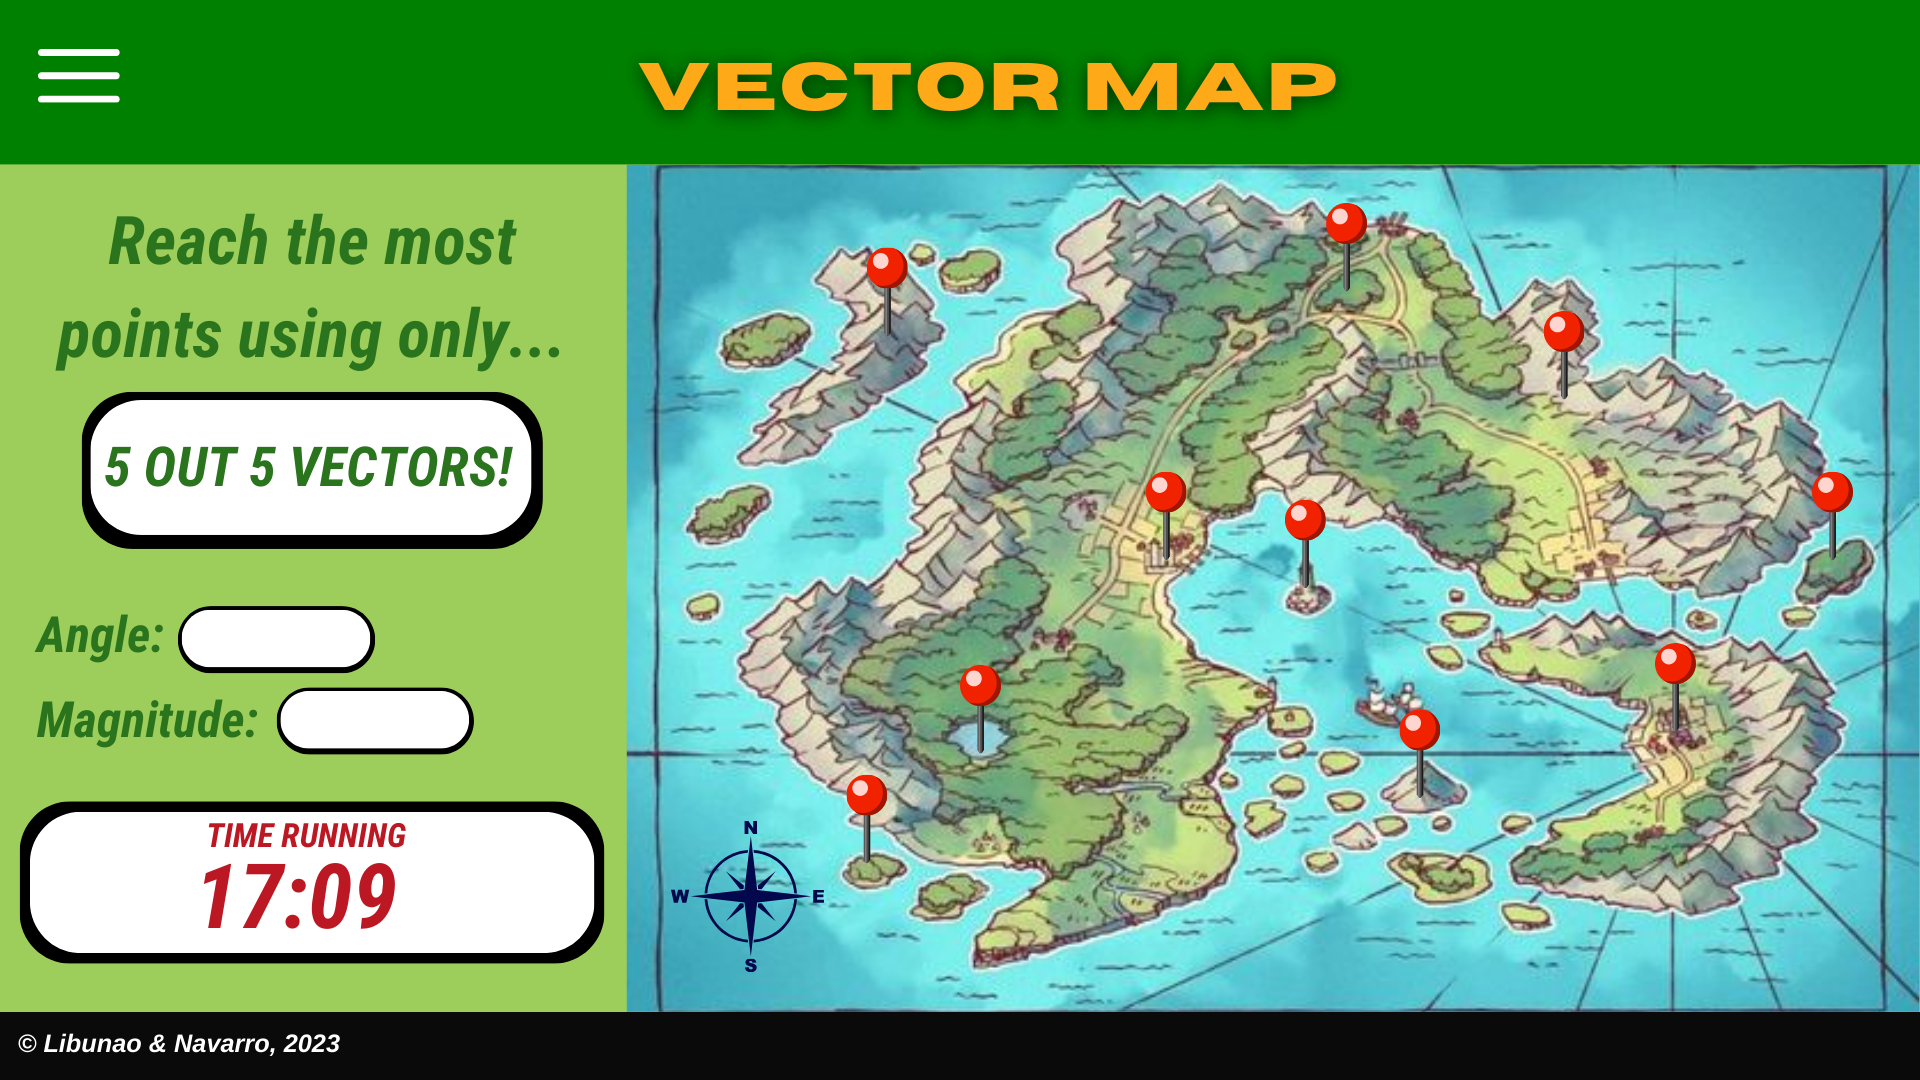 VECTOR MAP
Reach the most
points using only...
5 OUT 5 VECTORS!
Angle:
Magnitude:
TIME RUNNING
17:09
N
W E
S
© Libunao & Navarro, 2023